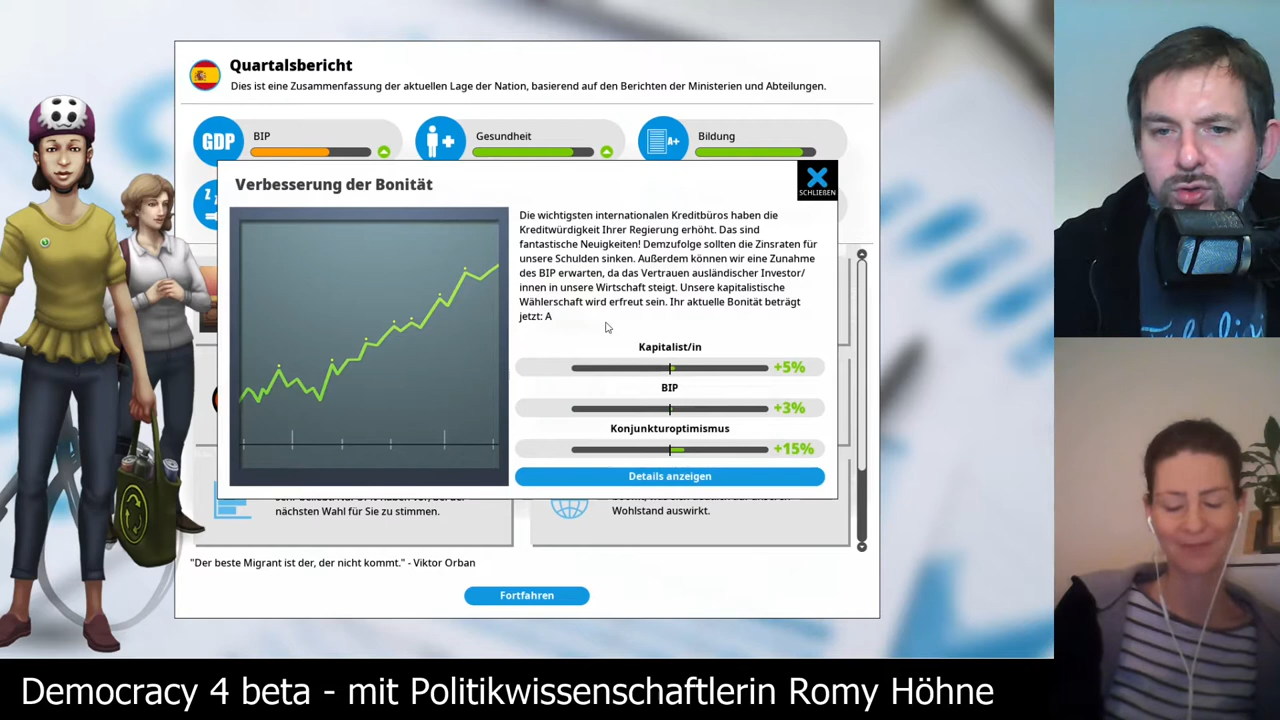 Quartalsbericht
Dies ist eine Zusammenfassung der aktuellen Lage der Nation, basierend auf den Berichten der Ministerien und Abteilungen.
GDP BIP
Gesundheit
A+ Bildung
Verbesserung der Bonität
SCHLIEßEN
Die wichtigsten internationalen Kreditbüros haben die
Kreditwürdigkeit Ihrer Regierung erhöht. Das sind
fantastische Neuigkeiten! Demzufolge sollten die Zinsraten für
unsere Schulden sinken. Außerdem können wir eine Zunahme
des BIP erwarten, da das Vertrauen ausländischer Investor/
innen in unsere Wirtschaft steigt. Unsere kapitalistische
Wählerschaft wird erfreut sein. Ihr aktuelle Bonität beträgt
jetzt: A
Kapitalist/in
+5%
BIP
+3%
Konjunkturoptimismus
+15%
Details anzeigen
nächsten Wahl für Sie zu stimmen.
Wohlstand auswirkt.
"Der beste Migrant ist der, der nicht kommt." - Viktor Orban
Fortfahren
Democracy 4 beta - mit Politikwissenschaftlerin Romy Höhne